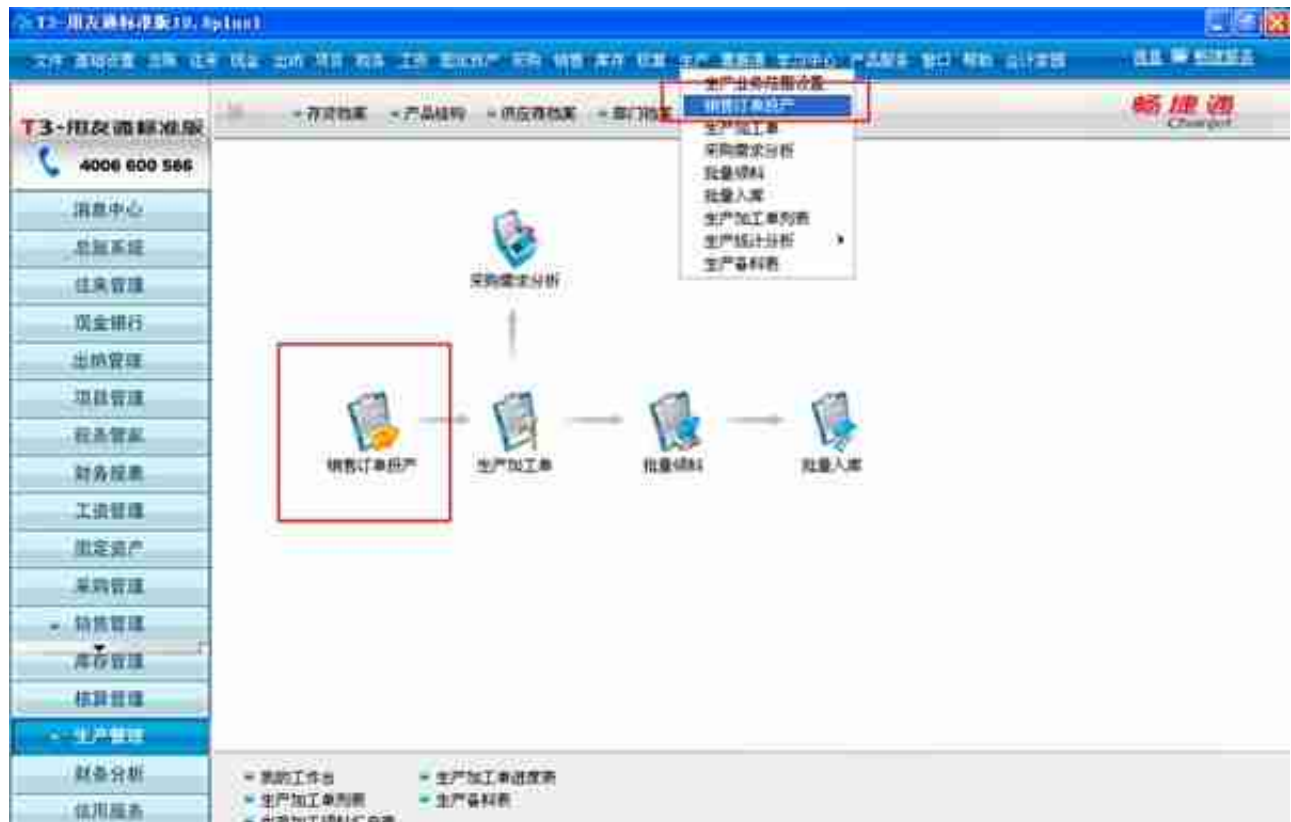 T3-用友通标准版10.8plus1
文件 基础设置 总账 往来 现金 出纳 项目 工资 固定资产 采购 销售 库存 核算 生产 学习中心 产品服务 窗口 帮助 会计家园
存货档案 产品结构 供应商档案 部门档案
畅捷通
Chanjet
生产业务范围设置
销售订单投产
生产加工单
采购需求分析
批量领料
批量入库
生产加工单列表
生产统计分析
生产备料表
T3-用友通标准版
4006 600 566
消息中心
总账系统
往来管理
现金银行
出纳管理
项目管理
财务报表
工资管理
固定资产
采购管理
销售管理
库存管理
核算管理
生产管理
财务分析
信用服务
采购需求分析
销售订单投产
生产加工单
批量领料
批量入库
我的工作台 生产加工单进度表
生产加工单列表 生产备料表